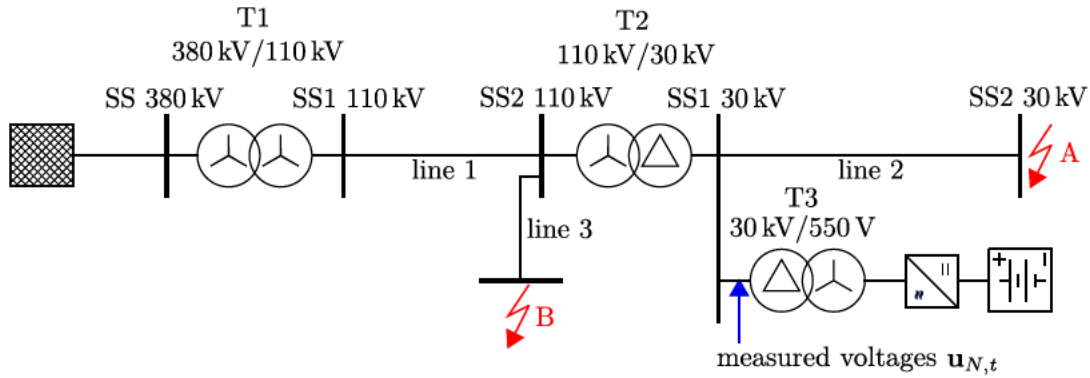 T1
380 kV/110 kV
T2
110 kV/30 kV
SS 380 kV
SS1 110 kV
SS2 110 kV
SS1 30 kV
SS2 30 kV
line 1
line 2
A
line 3
T3
30 kV/550 V
B
measured voltages u_{N,t}